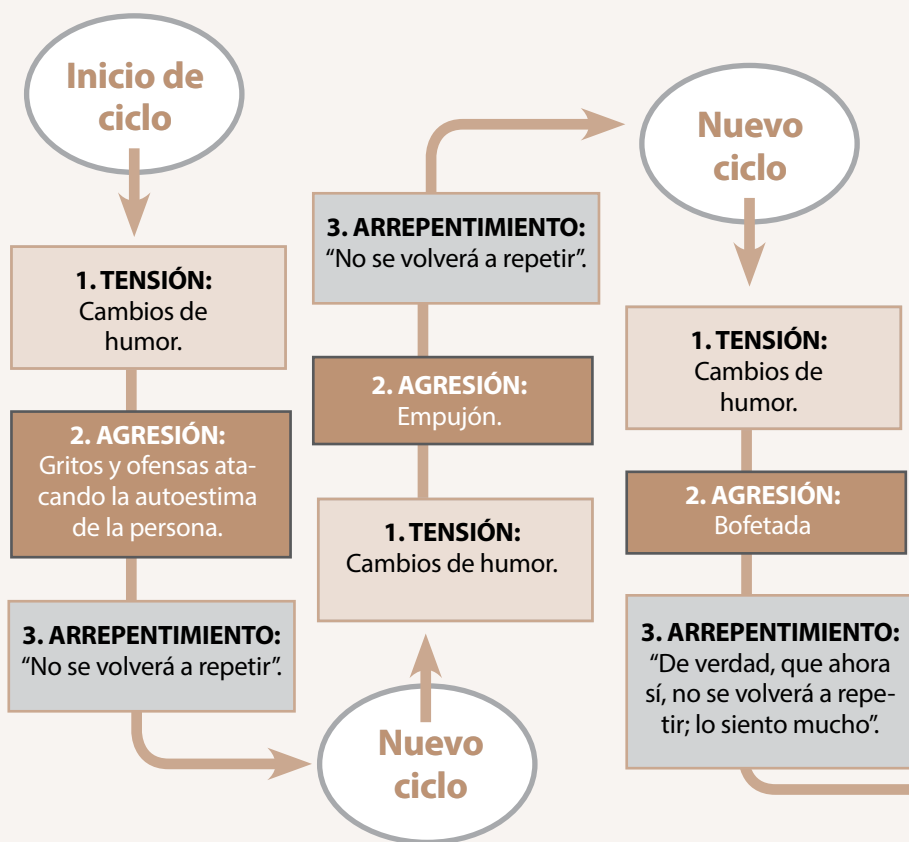 Inicio de
ciclo
1. TENSIÓN:
Cambios de
humor.
2. AGRESIÓN:
Gritos y ofensas ata-
cando la autoestima
de la persona.
3. ARREPENTIMIENTO:
“No se volverá a repetir”.
Nuevo
ciclo
1. TENSIÓN:
Cambios de humor.
2. AGRESIÓN:
Empujón.
3. ARREPENTIMIENTO:
“No se volverá a repetir”.
Nuevo
ciclo
1. TENSIÓN:
Cambios de
humor.
2. AGRESIÓN:
Bofetada
3. ARREPENTIMIENTO:
“De verdad, que ahora
sí, no se volverá a repe-
tir; lo siento mucho”.